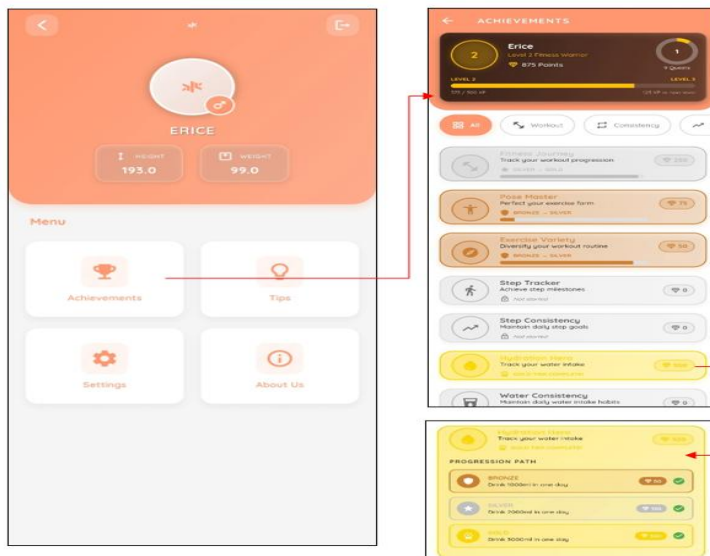 ERICE
HEIGHT
193.0
WEIGHT
99.0
Menu
Achievements
Tips
Settings
About Us
ACHIEVEMENTS
2
Erice
Level 2 Fitness Warrior
875 Points
1
LEVEL 2
LEVEL 3
All
Workout
Consistency
Fitness Journey
Track your workout progression
SILVER → GOLD
Pose Master
Perfect your exercise form
BRONZE → SILVER
75
Exercise Variety
Diversify your workout routine
BRONZE → SILVER
50
Step Tracker
Achieve step milestones
Not started
0
Step Consistency
Maintain daily step goals
Not started
0
Hydration Hero
Track your water intake
Water Consistency
Maintain daily water intake habits
0
Hydration Hero
Track your water intake
PROGRESSION PATH
BRONZE
Drink 1000ml in one day
50
SILVER
Drink 2000ml in one day
GOLD
Drink 3000ml in one day